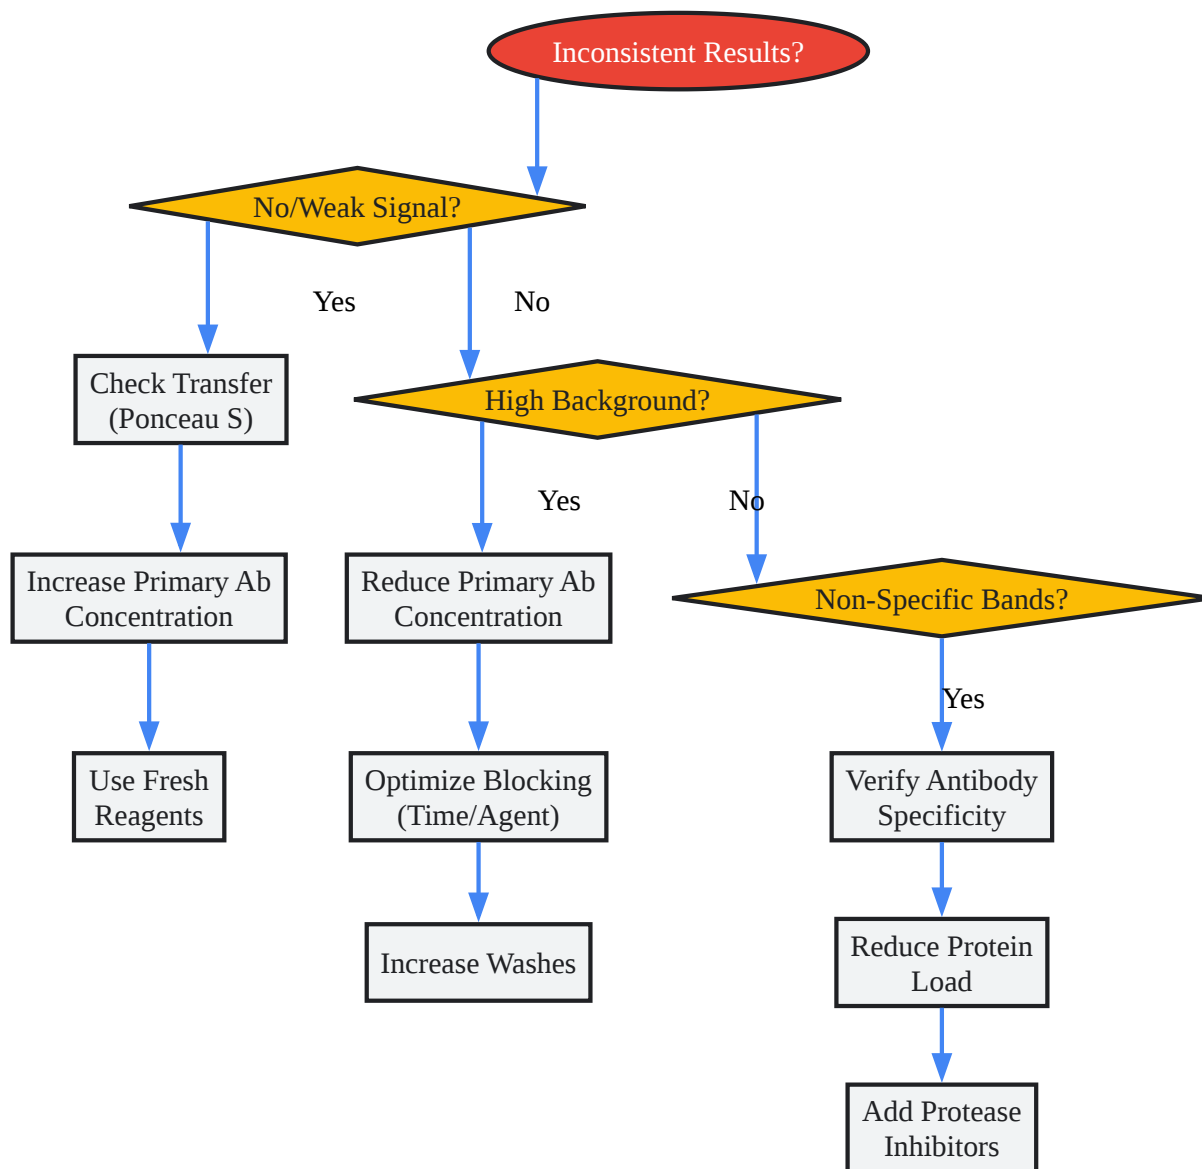 Inconsistent Results?
No/Weak Signal?
Yes
No
Check Transfer
(Ponceau S)
High Background?
Yes
No
Increase Primary Ab
Concentration
Reduce Primary Ab
Concentration
Non-Specific Bands?
Yes
Use Fresh
Reagents
Optimize Blocking
(Time/Agent)
Verify Antibody
Specificity
Increase Washes
Reduce Protein
Load
Add Protease
Inhibitors